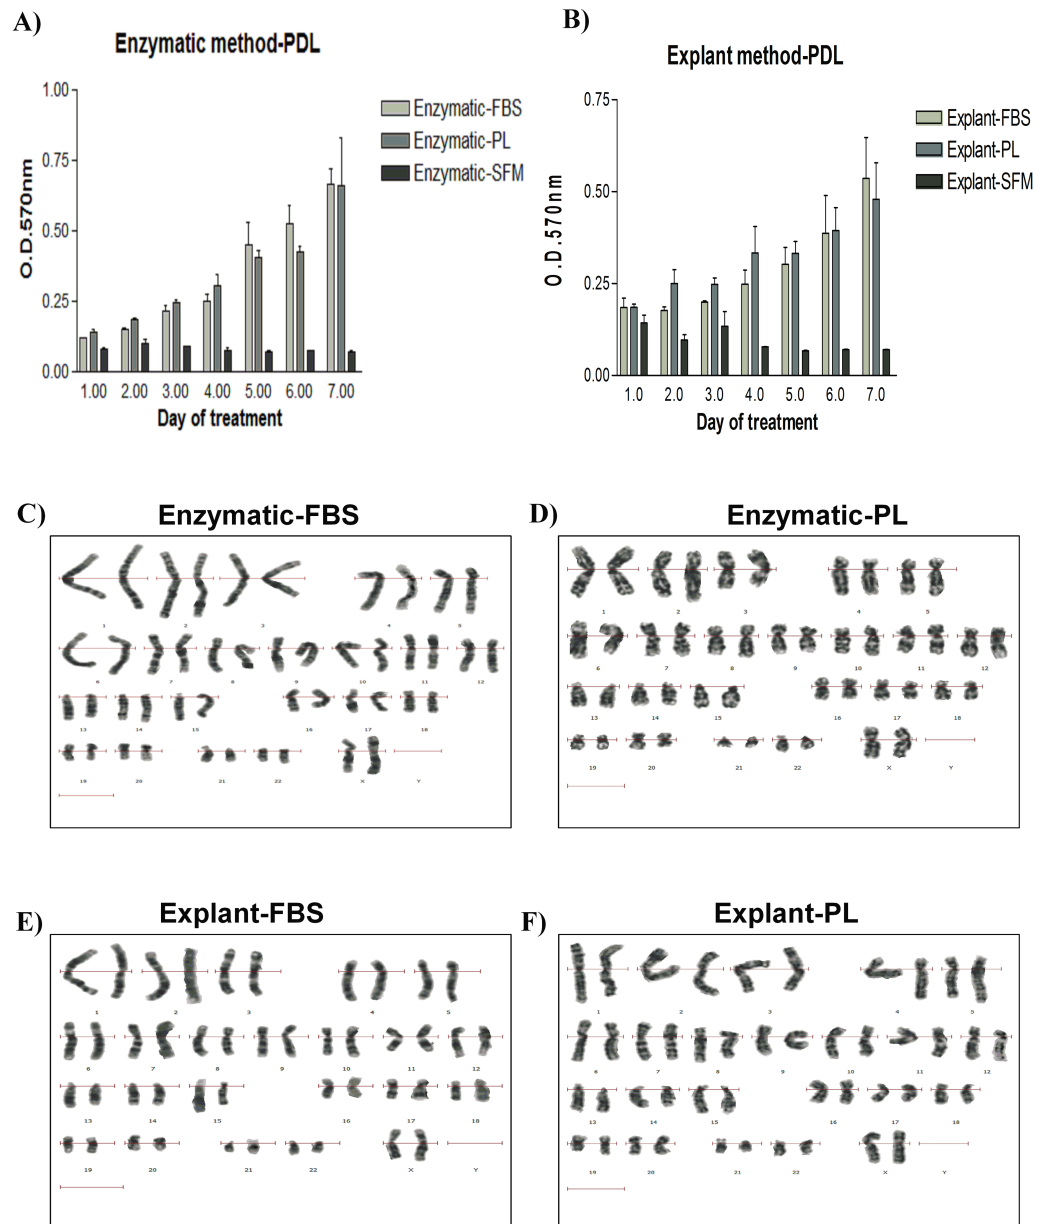 A)
Enzymatic method-PDL
1.00
0.75
0.50
0.25
0.00
O.D.570nm
1.00 2.00 3.00 4.00 5.00 6.00 7.00
Day of treatment
Enzymatic-FBS
Enzymatic-PL
Enzymatic-SFM
B)
Explant method-PDL
0.75
0.50
0.25
0.00
O.D.570nm
1.0 2.0 3.0 4.0 5.0 6.0 7.0
Day of treatment
Explant-FBS
Explant-PL
Explant-SFM
C)
Enzymatic-FBS
1 2 3 4 5
6 7 8 9 10 11 12
13 14 15 16 17 18
19 20 21 22 X Y
D)
Enzymatic-PL
1 2 3 4 5
6 7 8 9 10 11 12
13 14 15 16 17 18
19 20 21 22 X Y
E)
Explant-FBS
1 2 3 4 5
6 7 8 9 10 11 12
13 14 15 16 17 18
19 20 21 22 X Y
F)
Explant-PL
1 2 3 4 5
6 7 8 9 10 11 12
13 14 15 16 17 18
19 20 21 22 X Y